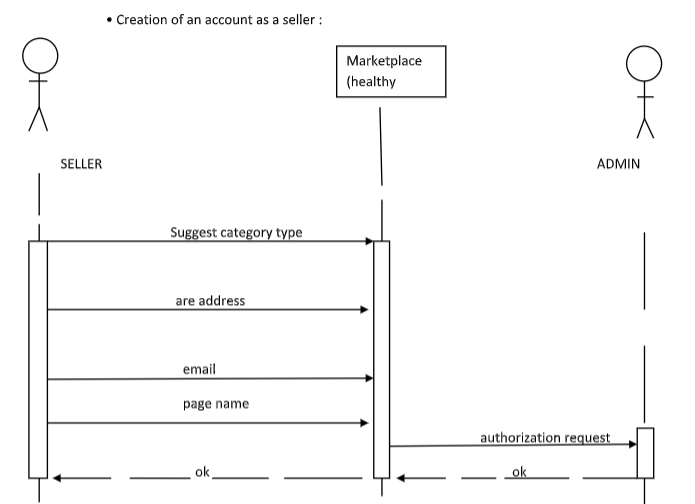 • Creation of an account as a seller :
Marketplace
(healthy
SELLER
ADMIN
Suggest category type
are address
email
page name
authorization request
ok
ok